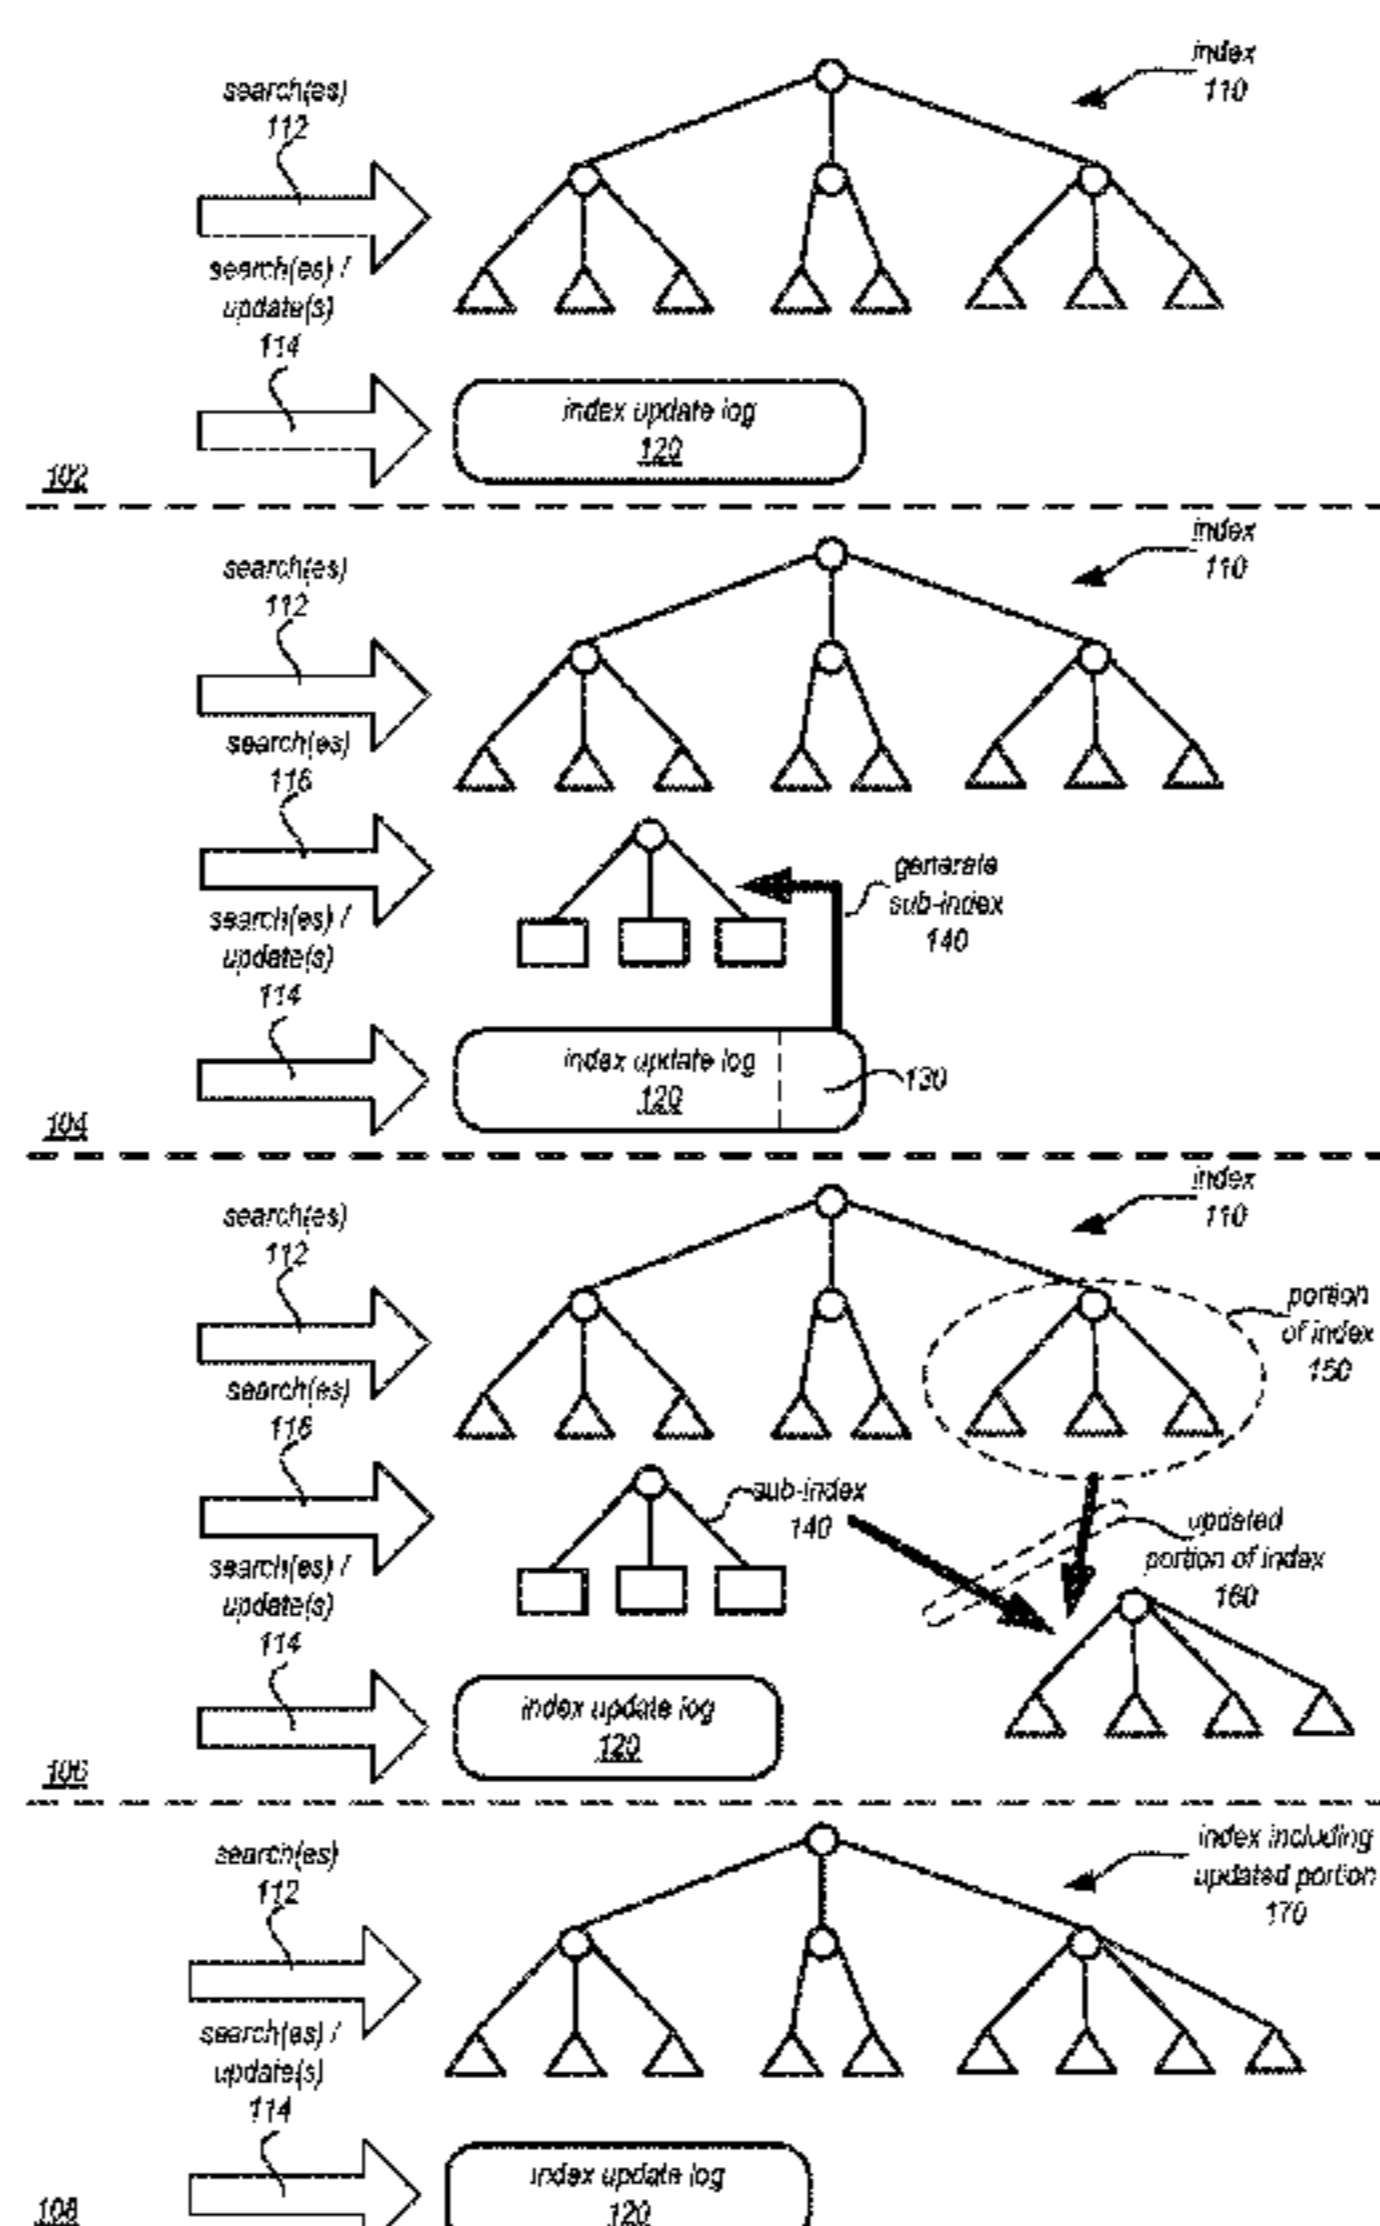 index
110
search(es)
112
search(es) /
update(s)
114
index update log
120
102
index
110
search(es)
112
search(es)
116
generate
sub-index
140
search(es) /
update(s)
114
index update log
120
130
104
index
110
search(es)
112
portion
of index
150
search(es)
116
sub-index
140
updated
portion of index
160
search(es) /
update(s)
114
index update log
120
106
index including
updated portion
170
search(es)
112
search(es) /
update(s)
114
index update log
120
108